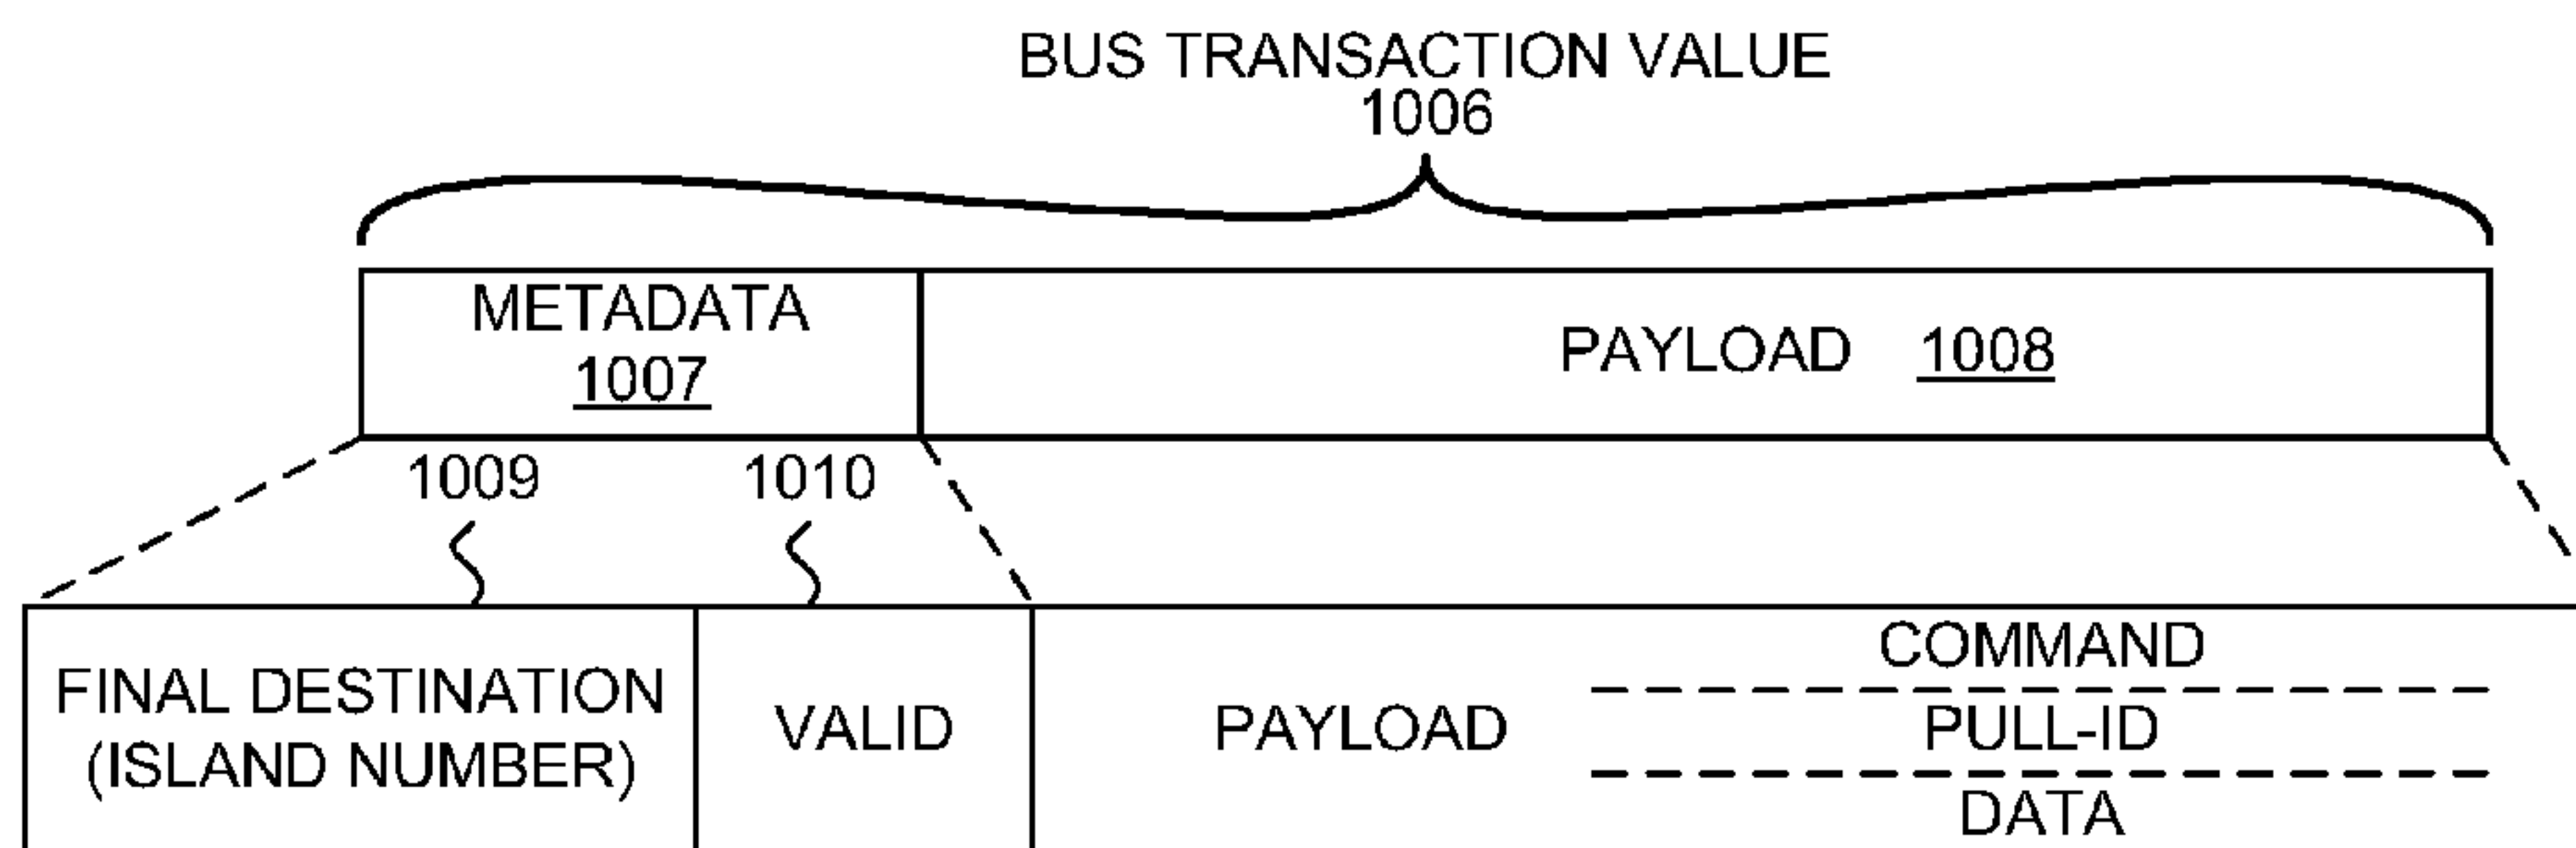 BUS TRANSACTION VALUE
1006
METADATA
1007
PAYLOAD 1008
1009
1010
FINAL DESTINATION
(ISLAND NUMBER)
VALID
PAYLOAD
COMMAND
PULL-ID
DATA